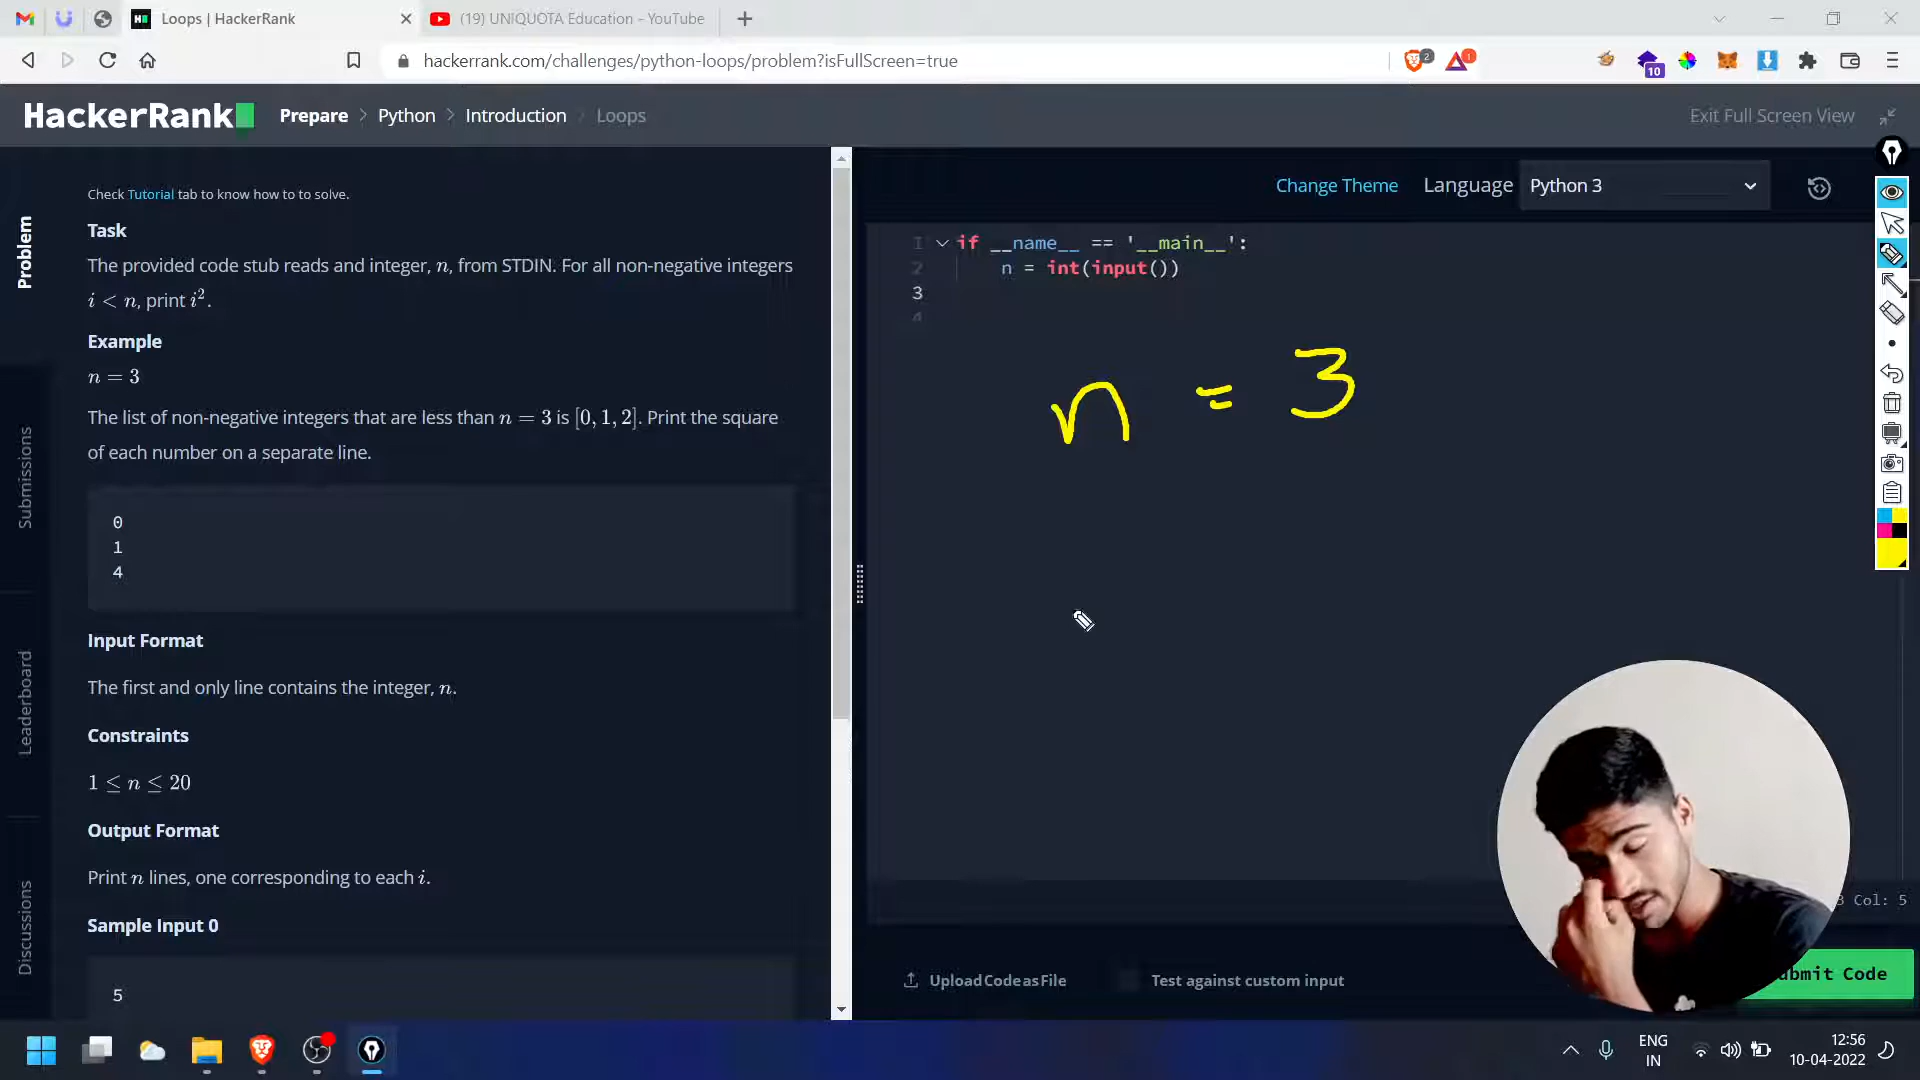 Loops | HackerRank
(19) UNIQUOTA Education - YouTube
hackerrank.com/challenges/python-loops/problem?isFullScreen=true
2
1
10
HackerRank
Prepare > Python > Introduction > Loops
Exit Full Screen View
Problem
Submissions
Leaderboard
Discussions
Check Tutorial tab to know how to to solve.
Task
The provided code stub reads and integer, n, from STDIN. For all non-negative integers
i < n, print i².
Example
n = 3
The list of non-negative integers that are less than n = 3 is [0, 1, 2]. Print the square
of each number on a separate line.
0
1
4
Input Format
The first and only line contains the integer, n.
Constraints
1 ≤ n ≤ 20
Output Format
Print n lines, one corresponding to each i.
Sample Input 0
5
Change Theme Language Python 3
1 if __name__ == '__main__':
2 n = int(input())
3
4
n = 3
3 Col: 5
Upload Code as File
Test against custom input
ubmit Code
ENG
IN
12:56
10-04-2022